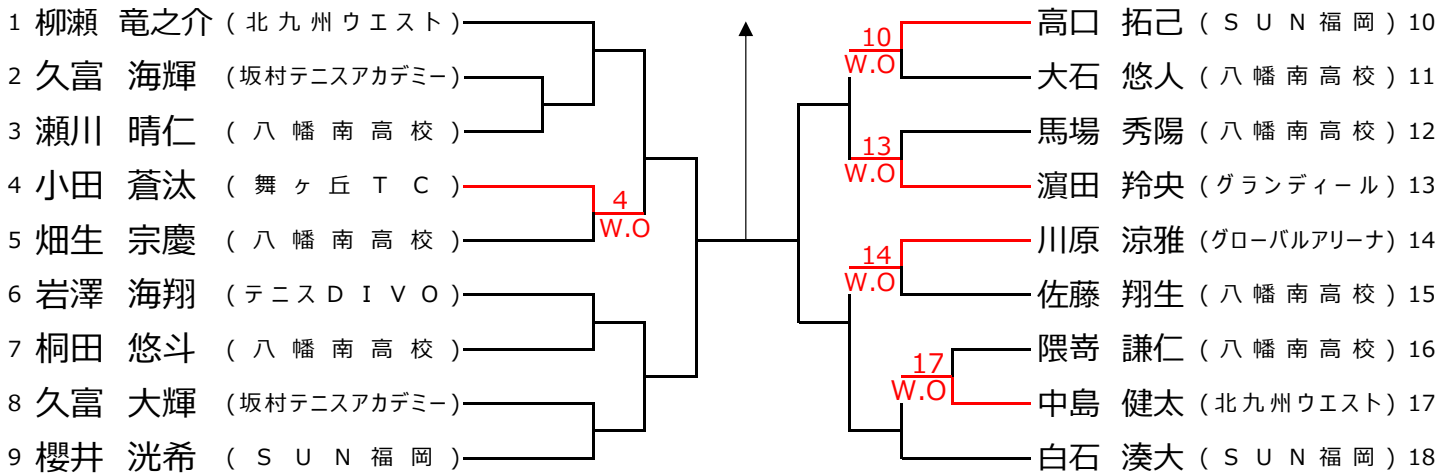 1 柳瀬 竜之介 (北九州ウエスト)
2 久富 海輝 (坂村テニスアカデミー)
3 瀬川 晴仁 (八幡南高校)
4 小田 蒼汰 (舞ヶ丘TC)
4
W.O
5 畑生 宗慶 (八幡南高校)
6 岩澤 海翔 (テニスDIVO)
7 桐田 悠斗 (八幡南高校)
8 久富 大輝 (坂村テニスアカデミー)
9 櫻井 洸希 (SUN福岡)
高口 拓己 (SUN福岡) 10
10
W.O
大石 悠人 (八幡南高校) 11
馬場 秀陽 (八幡南高校) 12
13
W.O
濵田 羚央 (グランディール) 13
川原 涼雅 (グローバルアリーナ) 14
14
W.O
佐藤 翔生 (八幡南高校) 15
隈嵜 謙仁 (八幡南高校) 16
17
W.O
中島 健太 (北九州ウエスト) 17
白石 湊大 (SUN福岡) 18